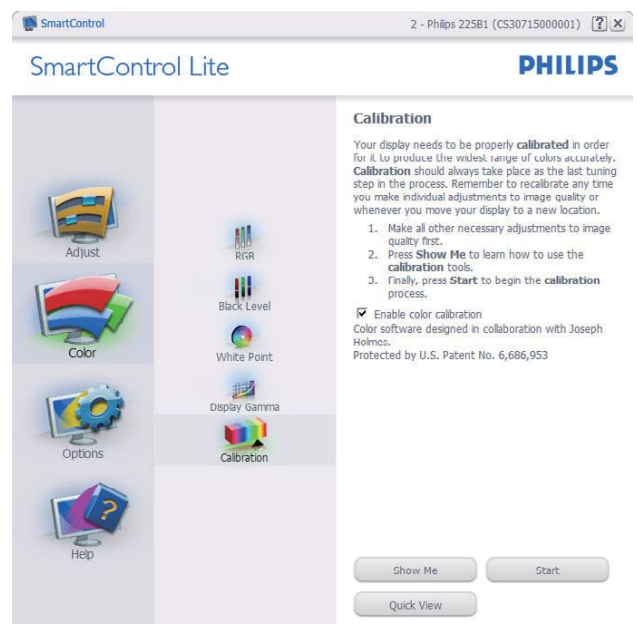 SmartControl
2 - Philips 225B1 (CS30715000001)
SmartControl Lite
PHILIPS
Adjust
Color
Options
Help
RGB
Black Level
White Point
Display Gamma
Calibration
Calibration
Your display needs to be properly calibrated in order
for it to produce the widest range of colors accurately.
Calibration should always take place as the last tuning
step in the process. Remember to recalibrate any time
you make individual adjustments to image quality or
whenever you move your display to a new location.
1. Make all other necessary adjustments to image
quality first.
2. Press Show Me to learn how to use the
calibration tools.
3. Finally, press Start to begin the calibration
process.
Enable color calibration
Color software designed in collaboration with Joseph
Holmes.
Protected by U.S. Patent No. 6,686,953
Show Me
Start
Quick View